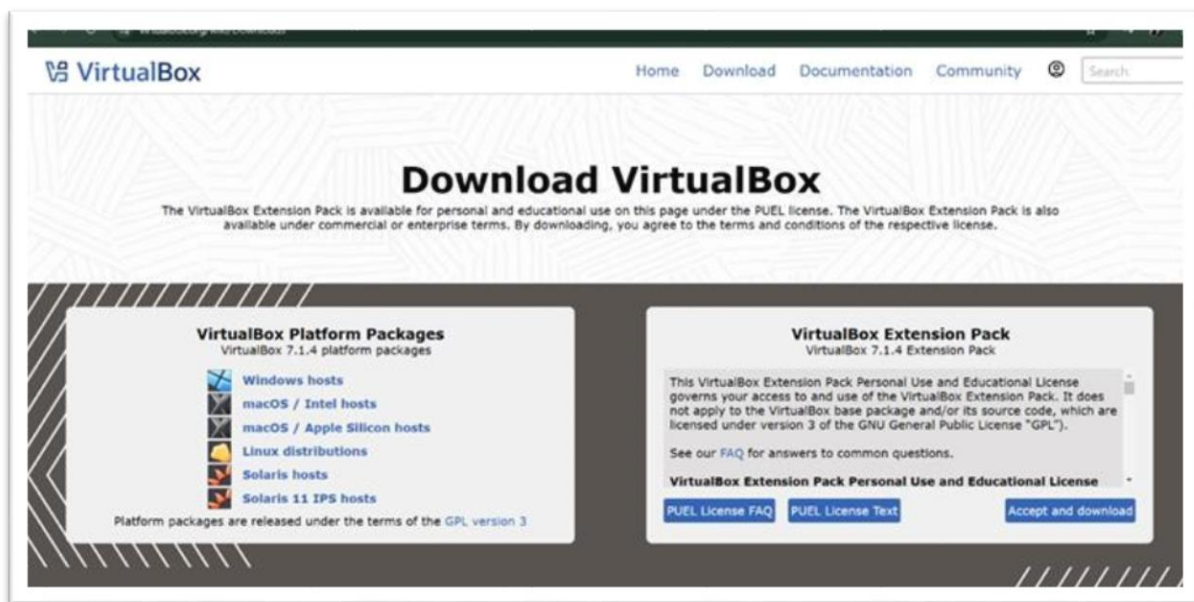 VirtualBox
Home Download Documentation Community
Search
Download VirtualBox
The VirtualBox Extension Pack is available for personal and educational use on this page under the PUEL license. The VirtualBox Extension Pack is also
available under commercial or enterprise terms. By downloading, you agree to the terms and conditions of the respective license.
VirtualBox Platform Packages
VirtualBox 7.1.4 platform packages
Windows hosts
macOS / Intel hosts
macOS / Apple Silicon hosts
Linux distributions
Solaris hosts
Solaris 11 IPS hosts
Platform packages are released under the terms of the GPL version 3
VirtualBox Extension Pack
VirtualBox 7.1.4 Extension Pack
This VirtualBox Extension Pack Personal Use and Educational License
governs your access to and use of the VirtualBox Extension Pack. It does
not apply to the VirtualBox base package and/or its source code, which are
licensed under version 3 of the GNU General Public License "GPL").
See our FAQ for answers to common questions.
VirtualBox Extension Pack Personal Use and Educational License
PUEL License FAQ PUEL License Text Accept and download